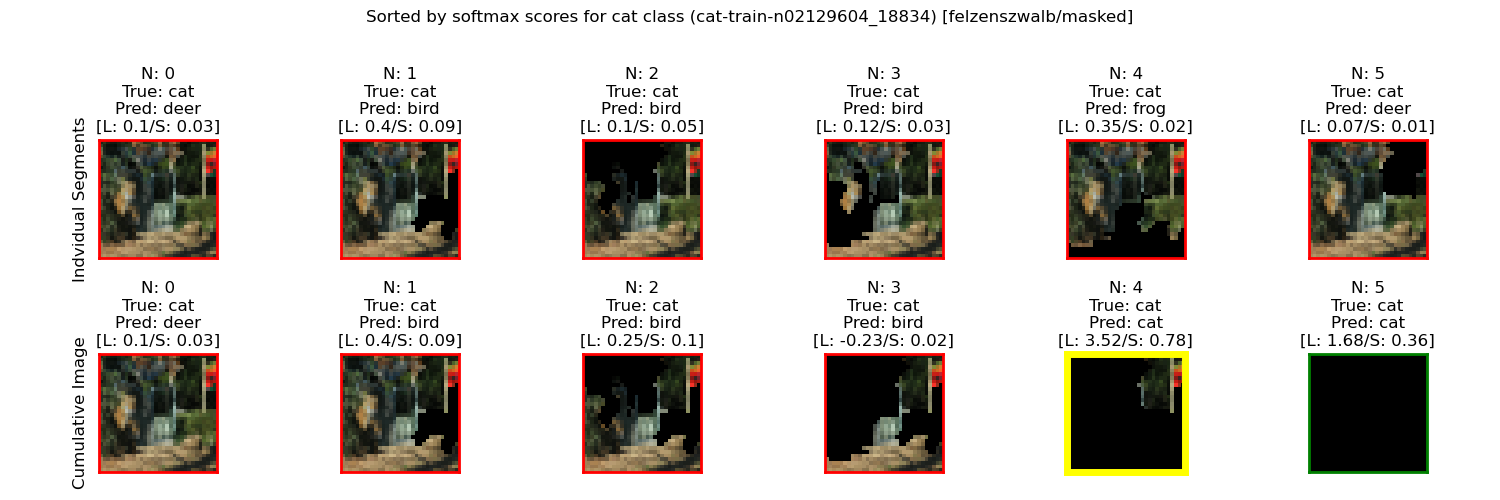 Sorted by softmax scores for cat class (cat-train-n02129604_18834) [felzenszwalb/masked]
Indvidual Segments
N: 0
True: cat
Pred: deer
[L: 0.1/S: 0.03]
N: 1
True: cat
Pred: bird
[L: 0.4/S: 0.09]
N: 2
True: cat
Pred: bird
[L: 0.1/S: 0.05]
N: 3
True: cat
Pred: bird
[L: 0.12/S: 0.03]
N: 4
True: cat
Pred: frog
[L: 0.35/S: 0.02]
N: 5
True: cat
Pred: deer
[L: 0.07/S: 0.01]
Cumulative Image
N: 0
True: cat
Pred: deer
[L: 0.1/S: 0.03]
N: 1
True: cat
Pred: bird
[L: 0.4/S: 0.09]
N: 2
True: cat
Pred: bird
[L: 0.25/S: 0.1]
N: 3
True: cat
Pred: bird
[L: -0.23/S: 0.02]
N: 4
True: cat
Pred: cat
[L: 3.52/S: 0.78]
N: 5
True: cat
Pred: cat
[L: 1.68/S: 0.36]